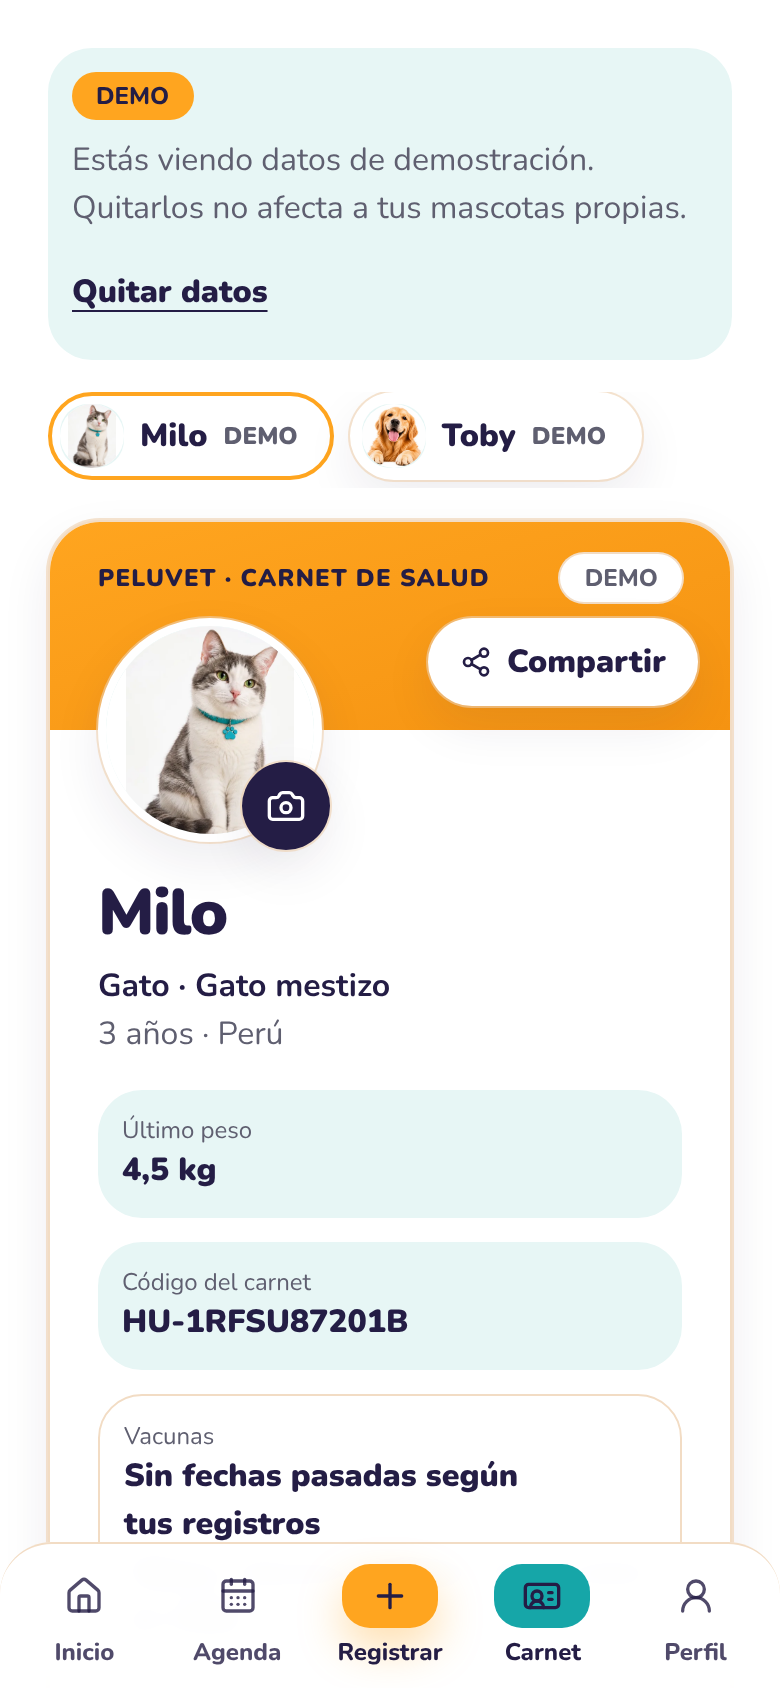 DEMO
Estás viendo datos de demostración.
Quitarlos no afecta a tus mascotas propias.
Quitar datos
Milo DEMO
Toby DEMO
PELUVET · CARNET DE SALUD
DEMO
Compartir
Milo
Gato · Gato mestizo
3 años · Perú
Último peso
4,5 kg
Código del carnet
HU-1RFSU87201B
Vacunas
Sin fechas pasadas según
tus registros
Inicio
Agenda
Registrar
Carnet
Perfil